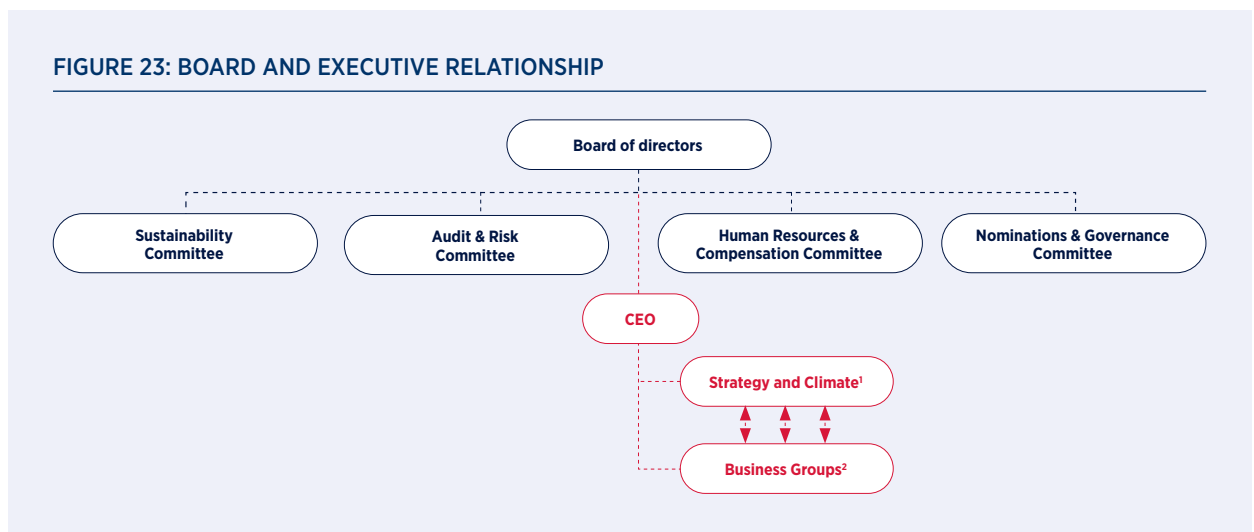 FIGURE 23: BOARD AND EXECUTIVE RELATIONSHIP
Board of directors
Sustainability
Committee
Audit & Risk
Committee
Human Resources &
Compensation Committee
Nominations & Governance
Committee
CEO
Strategy and Climate¹
Business Groups²